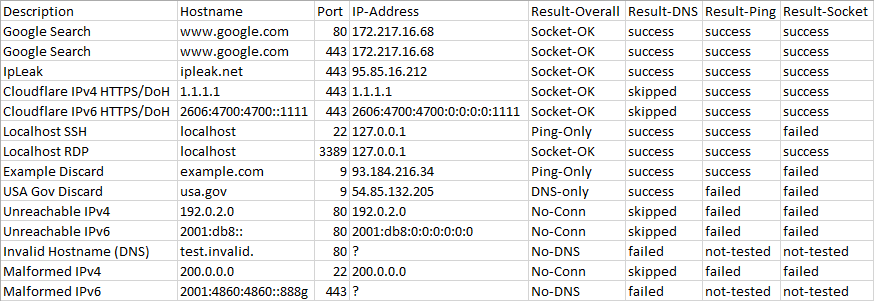 Description Hostname Port IP-Address Result-Overall Result-DNS Result-Ping Result-Socket
Google Search www.google.com 80 172.217.16.68 Socket-OK success success success
Google Search www.google.com 443 172.217.16.68 Socket-OK success success success
IpLeak ipleak.net 443 95.85.16.212 Socket-OK success success success
Cloudflare IPv4 HTTPS/DoH 1.1.1.1 443 1.1.1.1 Socket-OK skipped success success
Cloudflare IPv6 HTTPS/DoH 2606:4700:4700::1111 443 2606:4700:4700:0:0:0:0:1111 Socket-OK skipped success success
Localhost SSH localhost 22 127.0.0.1 Ping-Only success success failed
Localhost RDP localhost 3389 127.0.0.1 Socket-OK success success success
Example Discard example.com 9 93.184.216.34 Ping-Only success success failed
USA Gov Discard usa.gov 9 54.85.132.205 DNS-only success failed failed
Unreachable IPv4 192.0.2.0 80 192.0.2.0 No-Conn skipped failed failed
Unreachable IPv6 2001:db8:: 80 2001:db8:0:0:0:0:0:0 No-Conn skipped failed failed
Invalid Hostname (DNS) test.invalid. 80 ? No-DNS failed not-tested not-tested
Malformed IPv4 200.0.0.0 22 200.0.0.0 No-Conn skipped failed failed
Malformed IPv6 2001:4860:4860::888g 443 ? No-DNS failed not-tested not-tested